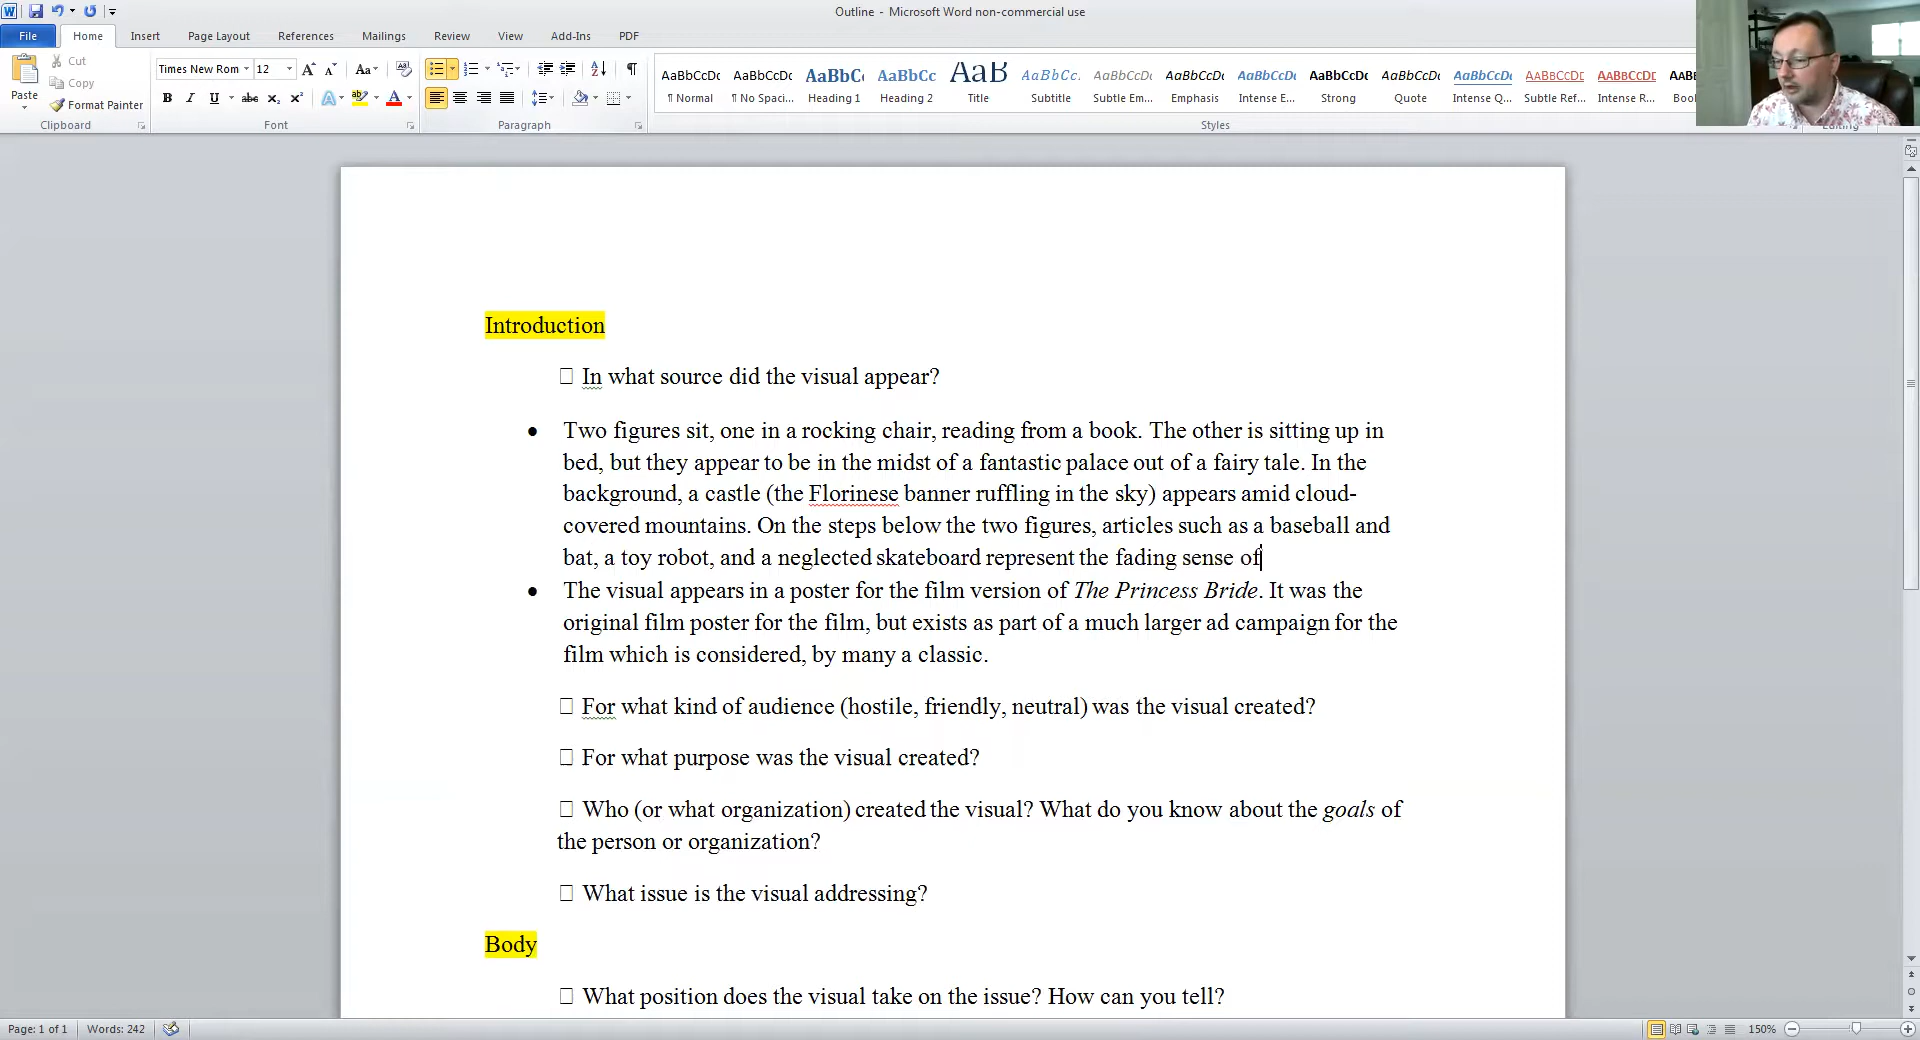 Outline - Microsoft Word non-commercial use
File Home Insert Page Layout References Mailings Review View Add-Ins PDF
Paste
Cut
Copy
Format Painter
Clipboard
Times New Rom 12
Font
Paragraph
AaBbCcDc AaBbCcDc AaBbCc AaBbCc AaB AaBbCc. AaBbCcDc AaBbCcDc AaBbCcDc AaBbCcDc AaBbCcDc AaBbCcDc AABBCCDC AABBCCDC
¶ Normal ¶ No Spaci... Heading 1 Heading 2 Title Subtitle Subtle Em... Emphasis Intense E... Strong Quote Intense Q... Subtle Ref... Intense R...
Styles
Introduction
□ In what source did the visual appear?
• Two figures sit, one in a rocking chair, reading from a book. The other is sitting up in
bed, but they appear to be in the midst of a fantastic palace out of a fairy tale. In the
background, a castle (the Florinese banner ruffling in the sky) appears amid cloud-
covered mountains. On the steps below the two figures, articles such as a baseball and
bat, a toy robot, and a neglected skateboard represent the fading sense of
• The visual appears in a poster for the film version of The Princess Bride. It was the
original film poster for the film, but exists as part of a much larger ad campaign for the
film which is considered, by many a classic.
□ For what kind of audience (hostile, friendly, neutral) was the visual created?
□ For what purpose was the visual created?
□ Who (or what organization) created the visual? What do you know about the goals of
the person or organization?
□ What issue is the visual addressing?
Body
□ What position does the visual take on the issue? How can you tell?
Page: 1 of 1 Words: 242 150%